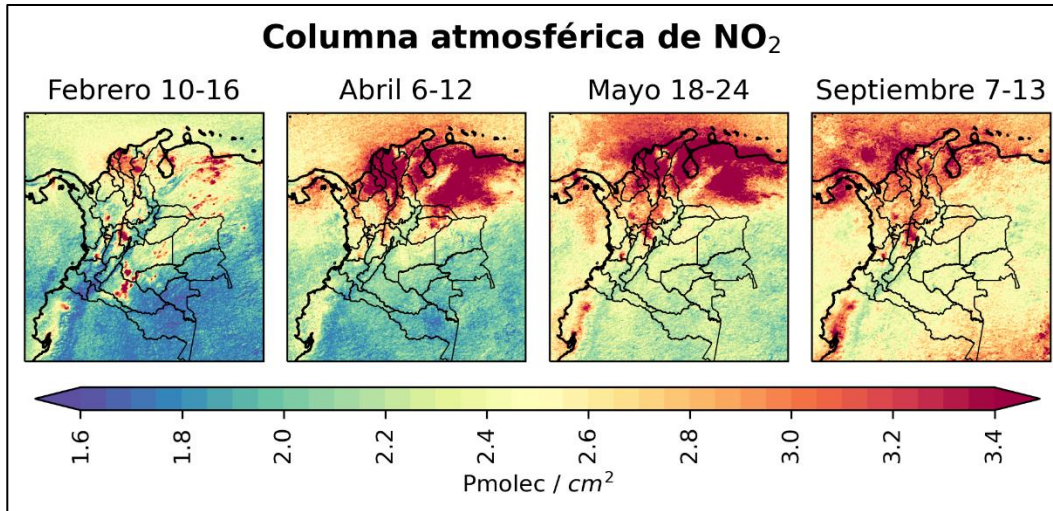 Columna atmosférica de NO₂
Febrero 10-16
Abril 6-12
Mayo 18-24
Septiembre 7-13
1.6
1.8
2.0
2.2
2.4
2.6
2.8
3.0
3.2
3.4
Pmolec / cm²